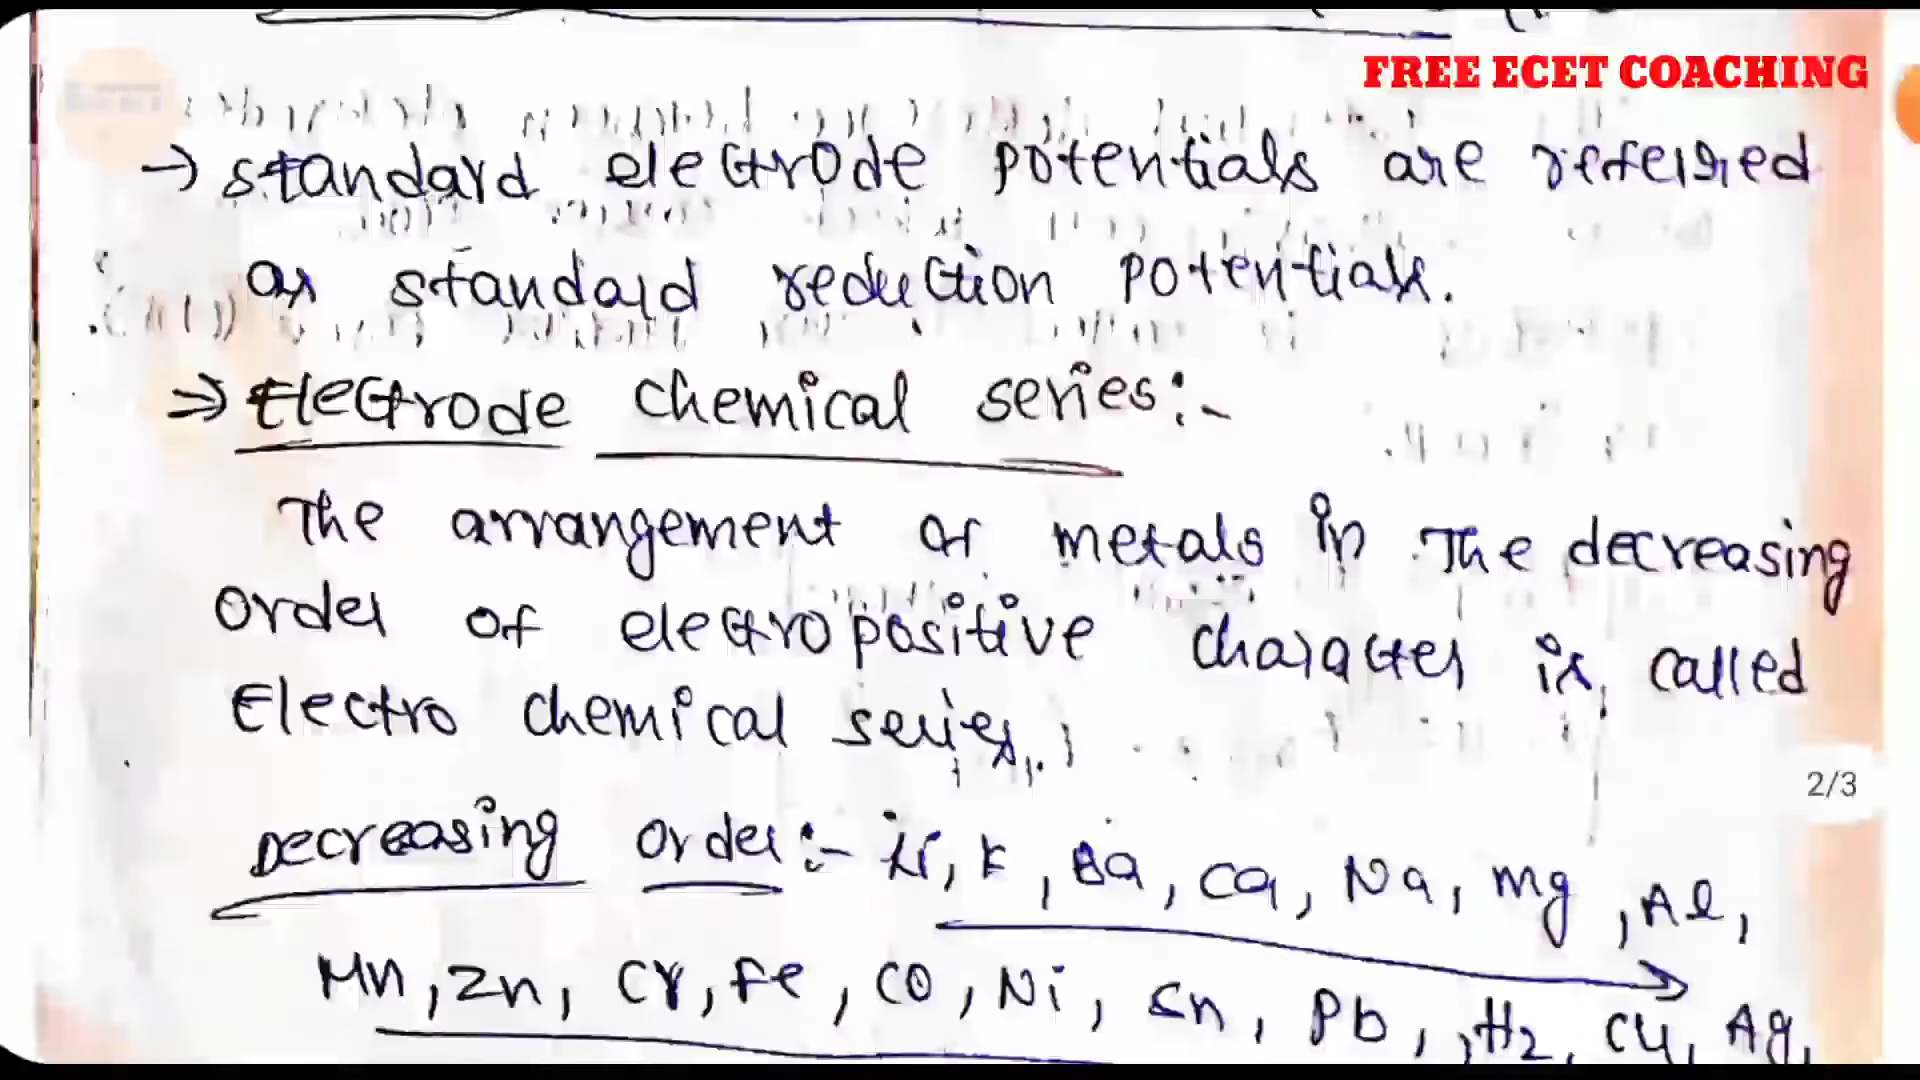 FREE ECET COACHING
→ standard electrode potentials are referred
as standard reduction potentials.
⇒ Electrode chemical series:-
The arrangement of metals in The decreasing
order of electropositive character is called
Electro chemical series.
Decreasing order:- Li, K, Ba, Ca, Na, Mg, Al,
Mn, Zn, Cr, Fe, Co, Ni, Sn, Pb, H2, Cu, Ag,
2/3